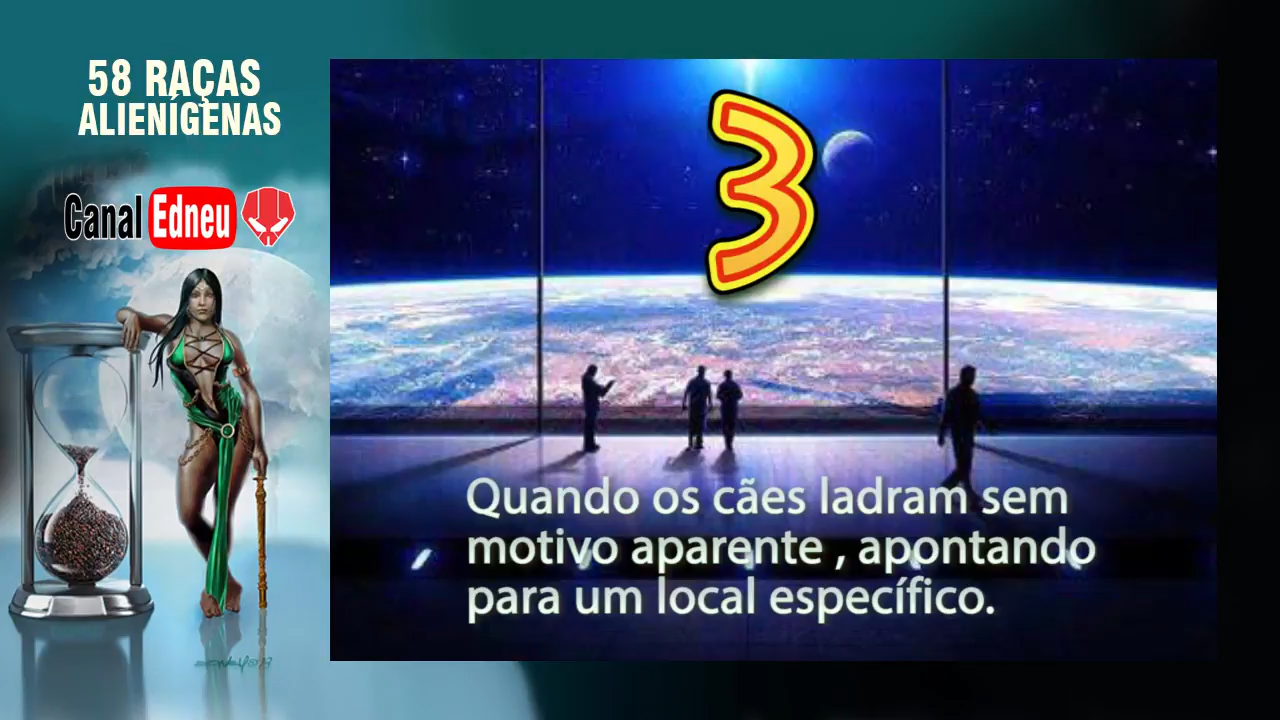 58 RAÇAS
ALIENÍGENAS
Canal Edneu
3
Quando os cães ladram sem
motivo aparente , apontando
para um local específico.